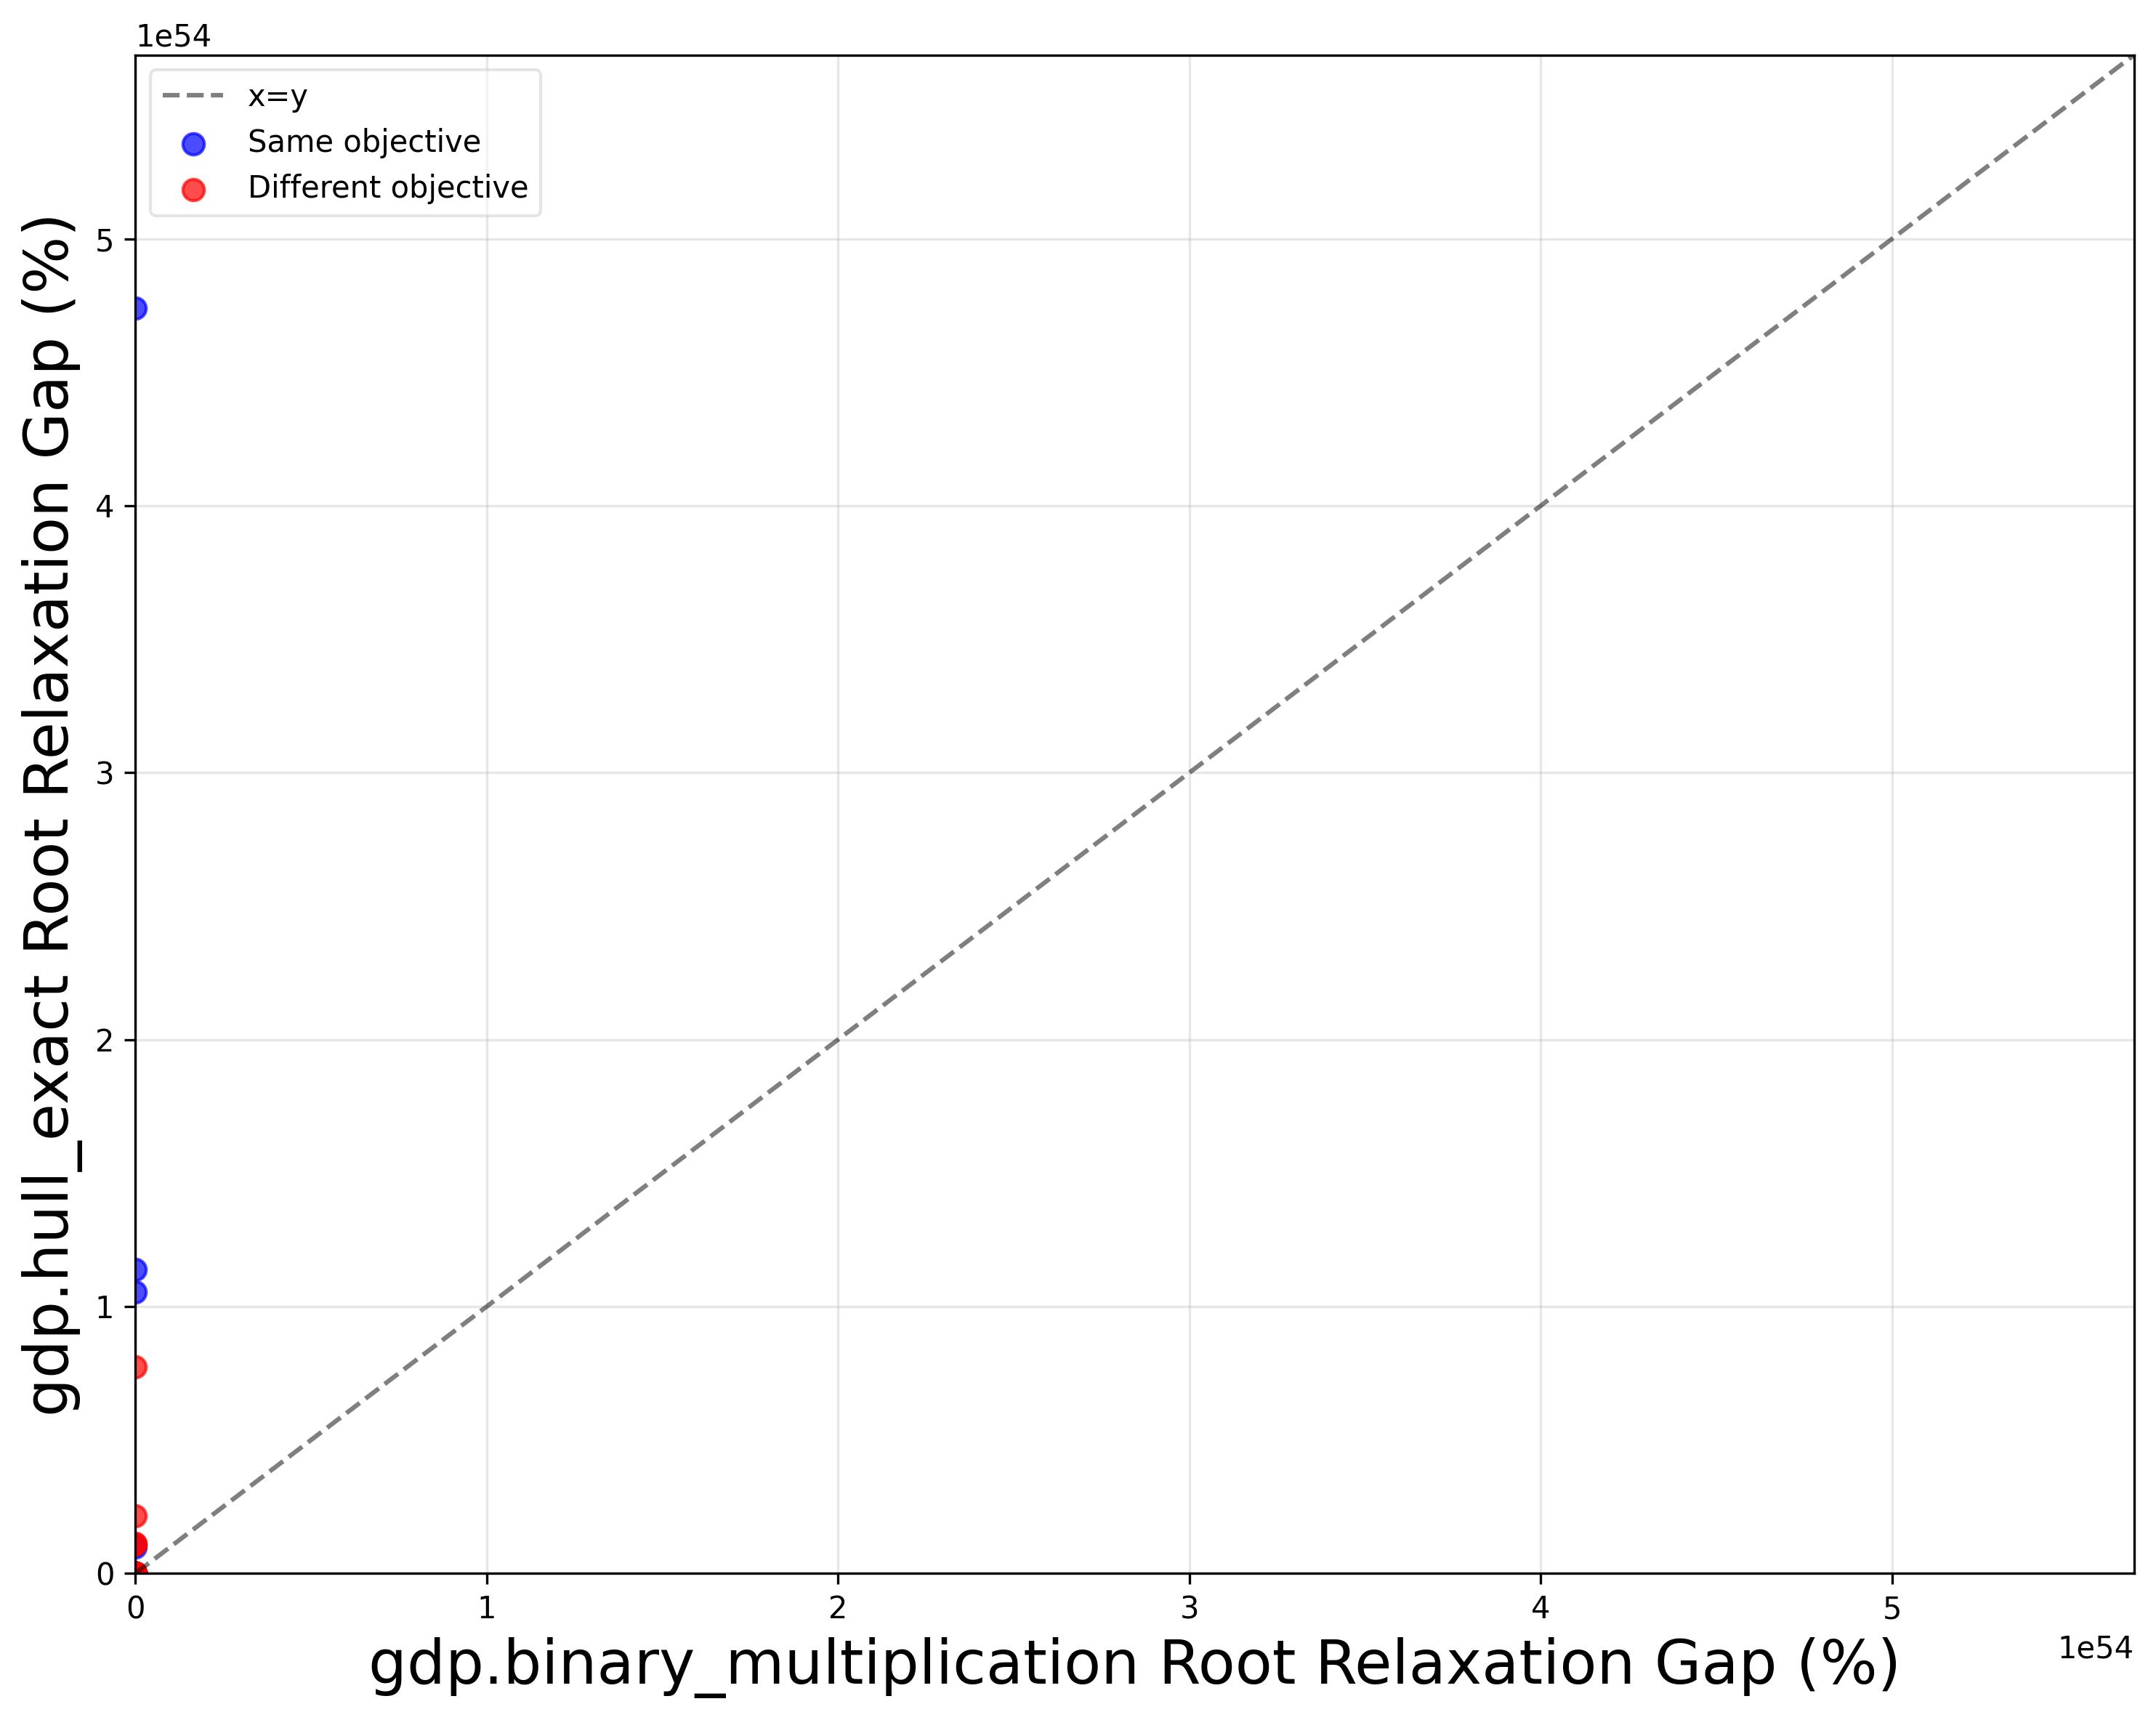 1e54
x=y
Same objective
Different objective
gdp.hull_exact Root Relaxation Gap (%)
5
4
3
2
1
0
0 1 2 3 4 5
1e54
gdp.binary_multiplication Root Relaxation Gap (%)